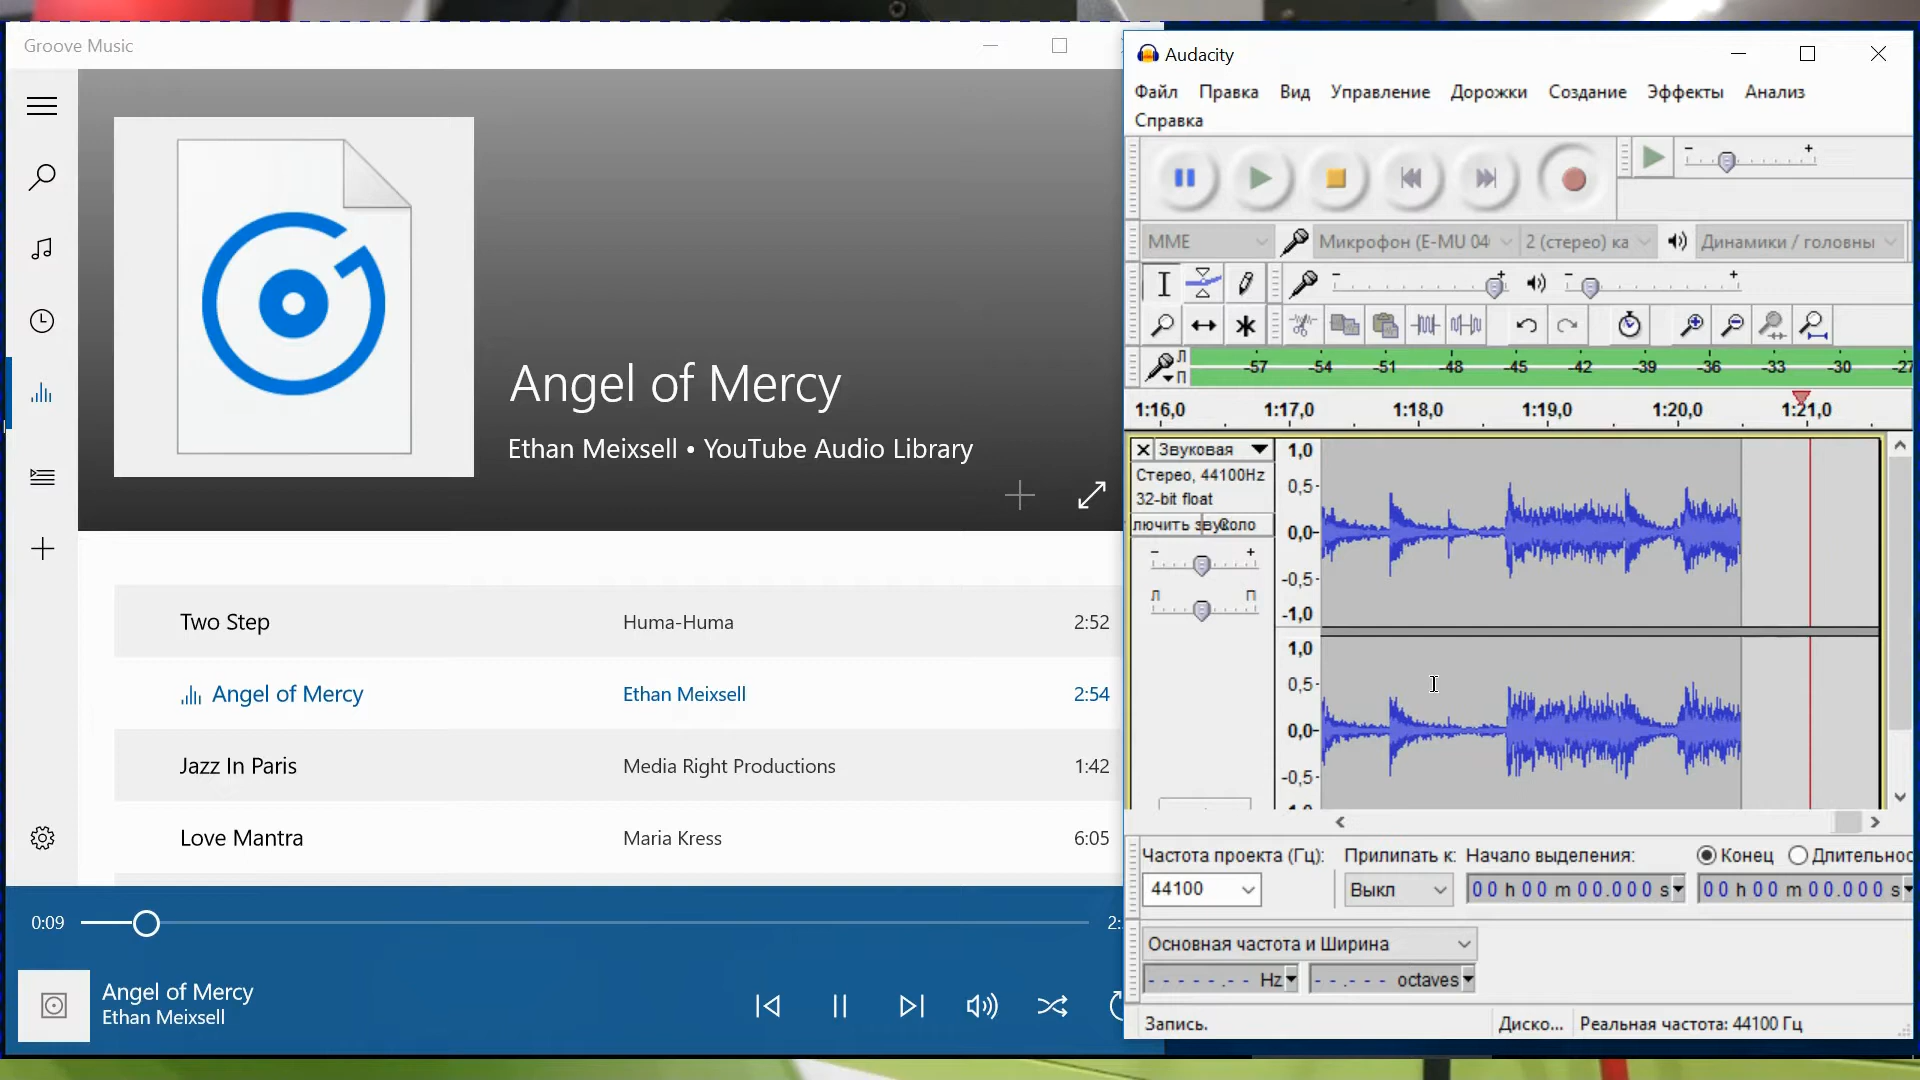 Groove Music
Angel of Mercy
Ethan Meixsell • YouTube Audio Library
Two Step Huma-Huma 2:52
Angel of Mercy Ethan Meixsell 2:54
Jazz In Paris Media Right Productions 1:42
Love Mantra Maria Kress 6:05
0:09 2:
Angel of Mercy
Ethan Meixsell
Audacity
Файл Правка Вид Управление Дорожки Создание Эффекты Анализ
Справка
- +
MME Микрофон (E-MU 04 2 (стерео) ка Динамики / головны
- + - +
Л
П
-57 -54 -51 -48 -45 -42 -39 -36 -33 -30 -27
1:16,0 1:17,0 1:18,0 1:19,0 1:20,0 1:21,0
Звуковая
Стерео, 44100Hz
32-bit float
лючить звук Соло
- +
Л П
1,0
0,5-
0,0-
-0,5-
-1,0
1,0
0,5-
0,0-
-0,5-
Частота проекта (Гц): Прилипать к: Начало выделения: Конец Длительнос
44100 Выкл 00 h 00 m 00.000 s 00 h 00 m 00.000 s
Основная частота и Ширина
- - - - - - . - - Hz - - . - - - octaves
Запись. Диско... Реальная частота: 44100 Гц